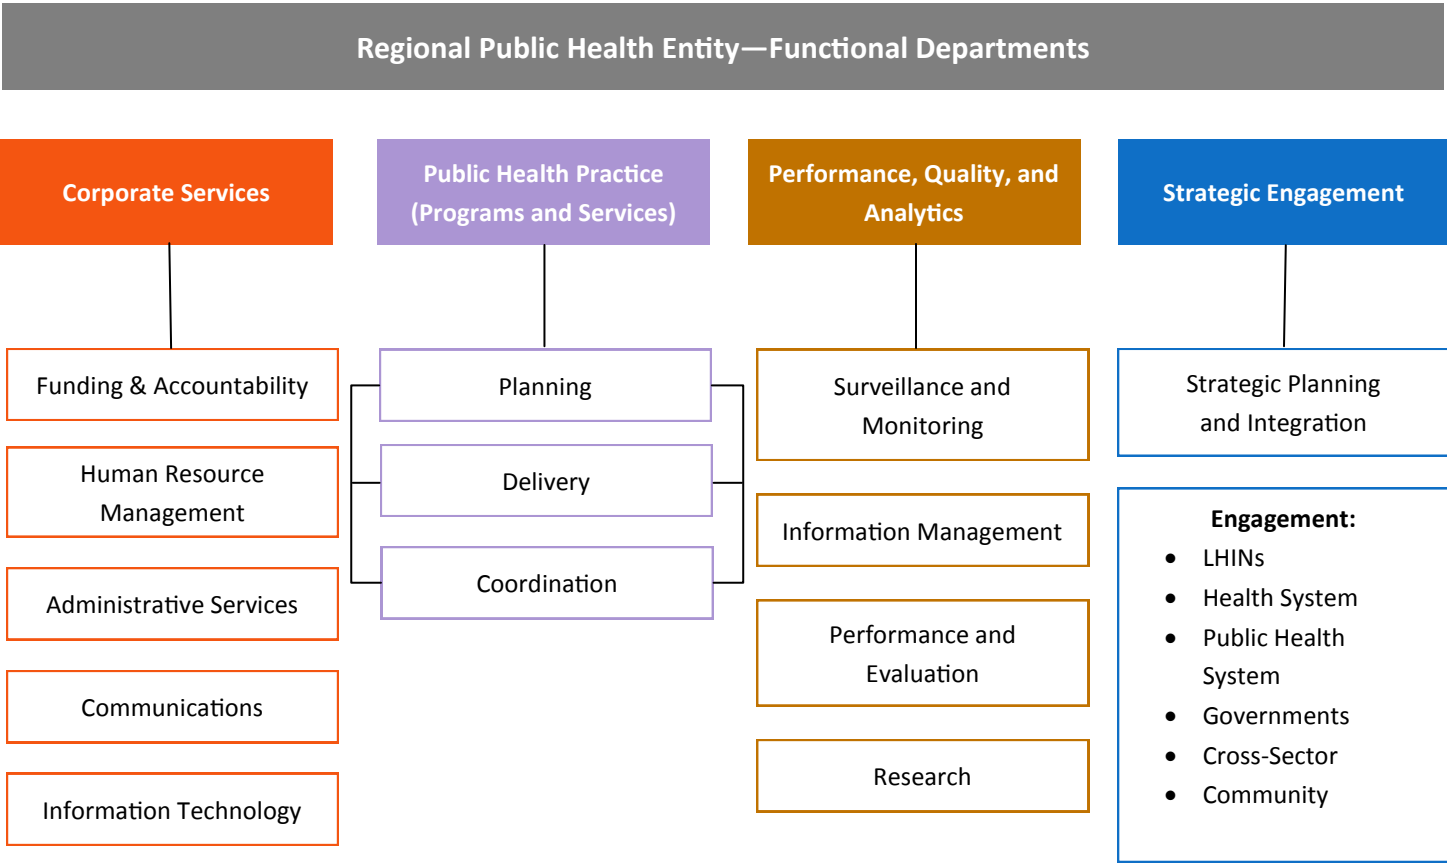 Regional Public Health Entity—Functional Departments
Corporate Services
Funding & Accountability
Human Resource
Management
Administrative Services
Communications
Information Technology
Public Health Practice
(Programs and Services)
Planning
Delivery
Coordination
Performance, Quality, and
Analytics
Surveillance and
Monitoring
Information Management
Performance and
Evaluation
Research
Strategic Engagement
Strategic Planning
and Integration
Engagement:
• LHINs
• Health System
• Public Health
System
• Governments
• Cross-Sector
• Community